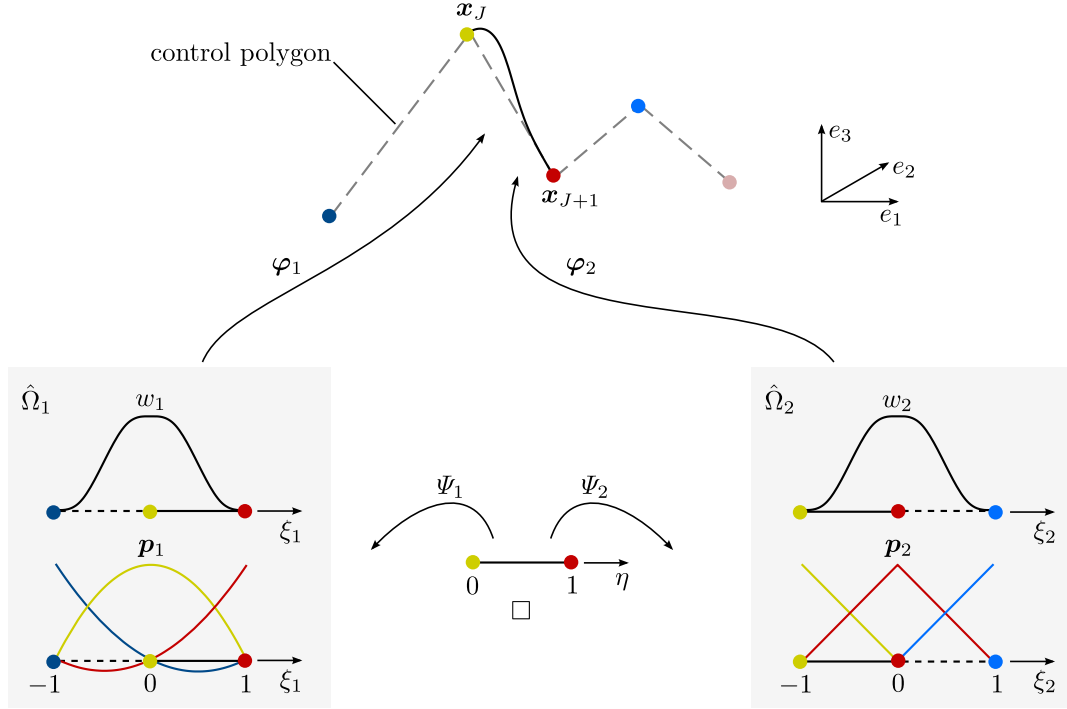 x_J
control polygon
e_3
e_2
x_{J+1}
e_1
φ_1
φ_2
Ω̂_1
w_1
Ω̂_2
w_2
Ψ_1
Ψ_2
ξ_1
ξ_2
p_1
p_2
0 1 η
□
−1 0 1 ξ_1
−1 0 1 ξ_2